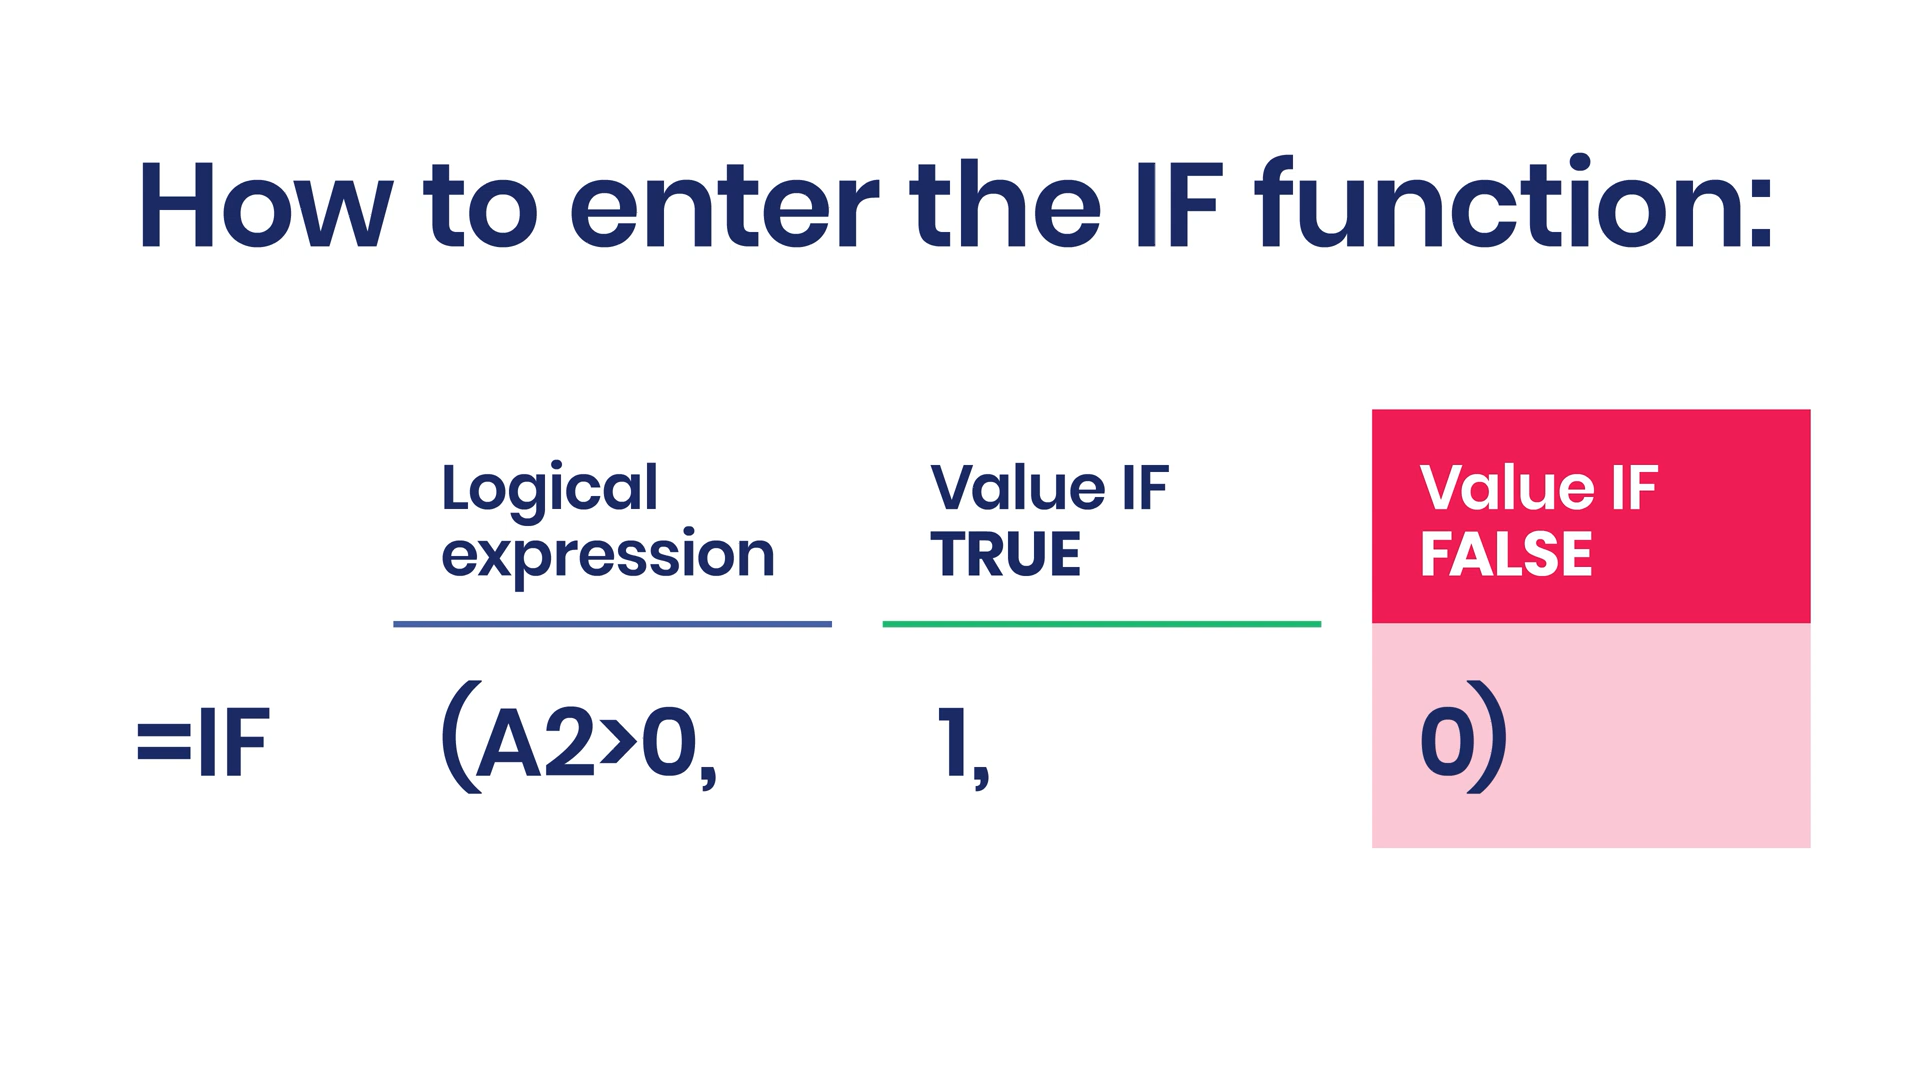 How to enter the IF function:
Logical
expression
Value IF
TRUE
Value IF
FALSE
=IF (A2>0, 1, 0)